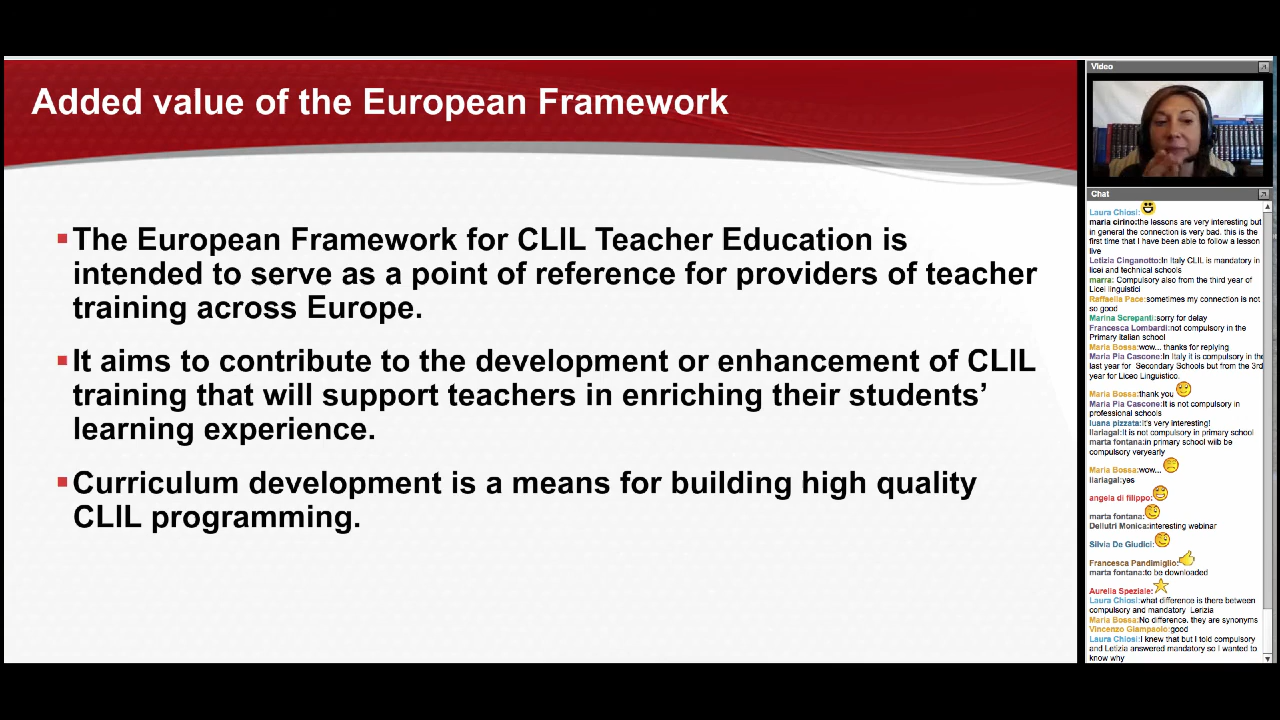 Added value of the European Framework
▪The European Framework for CLIL Teacher Education is
intended to serve as a point of reference for providers of teacher
training across Europe.
▪It aims to contribute to the development or enhancement of CLIL
training that will support teachers in enriching their students’
learning experience.
▪Curriculum development is a means for building high quality
CLIL programming.
Video
Chat
Laura Chiosi:
maria cirino:the lessons are very interesting but
in general the connection is very bad. this is the
first time that I have been able to follow a lesson
live
Letizia Cinganotto:In Italy CLIL is mandatory in
licei and technical schools
marra: Compulsory also from the third year of
Licei linguistici
Raffaella Pace:sometimes my connection is not
so good
Marina Screpanti:sorry for delay
Francesca Lombardi:not compulsory in the
Primary italian school
Maria Bossa:wow... thanks for replying
Maria Pia Cascone:In Italy it is compulsory in the
last year for Secondary Schools but from the 3rd
year for Liceo Linguistico.
Maria Bossa:thank you
Maria Pia Cascone:It is not compulsory in
professional schools
luana pizzata:it's very interesting!
ilariagal:It is not compulsory in primary school
marta fontana:in primary school wiib be
compulsory veryearly
Maria Bossa:wow...
ilariagal:yes
angela di filippo:
marta fontana:
Dellutri Monica:interesting webinar
Silvia De Giudici:
Francesca Pandimiglio:
marta fontana:to be downloaded
Aurelia Speziale:
Laura Chiosi:what difference is there between
compulsory and mandatory Lerizia
Maria Bossa:No difference, they are synonyms
Vincenzo Giampaolo:good
Laura Chiosi:I knew that but I told compulsory
and Letizia answered mandatory so I wanted to
know why